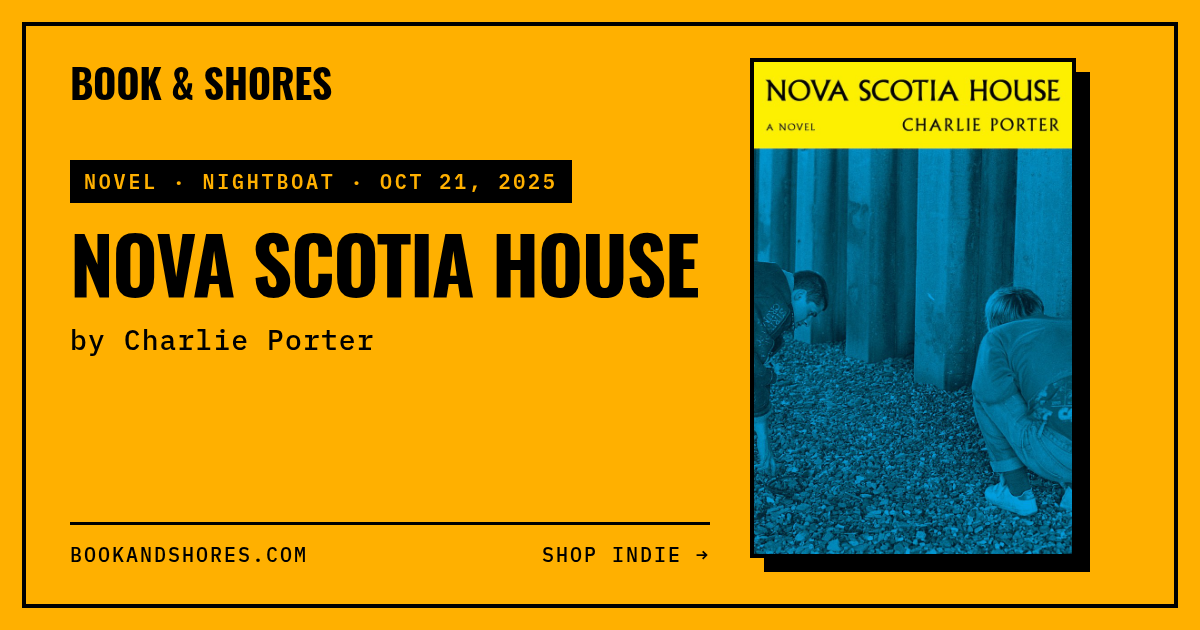 BOOK & SHORES
NOVEL · NIGHTBOAT · OCT 21, 2025
NOVA SCOTIA HOUSE
by Charlie Porter
BOOKANDSHORES.COM
SHOP INDIE →
NOVA SCOTIA HOUSE
A NOVEL
CHARLIE PORTER